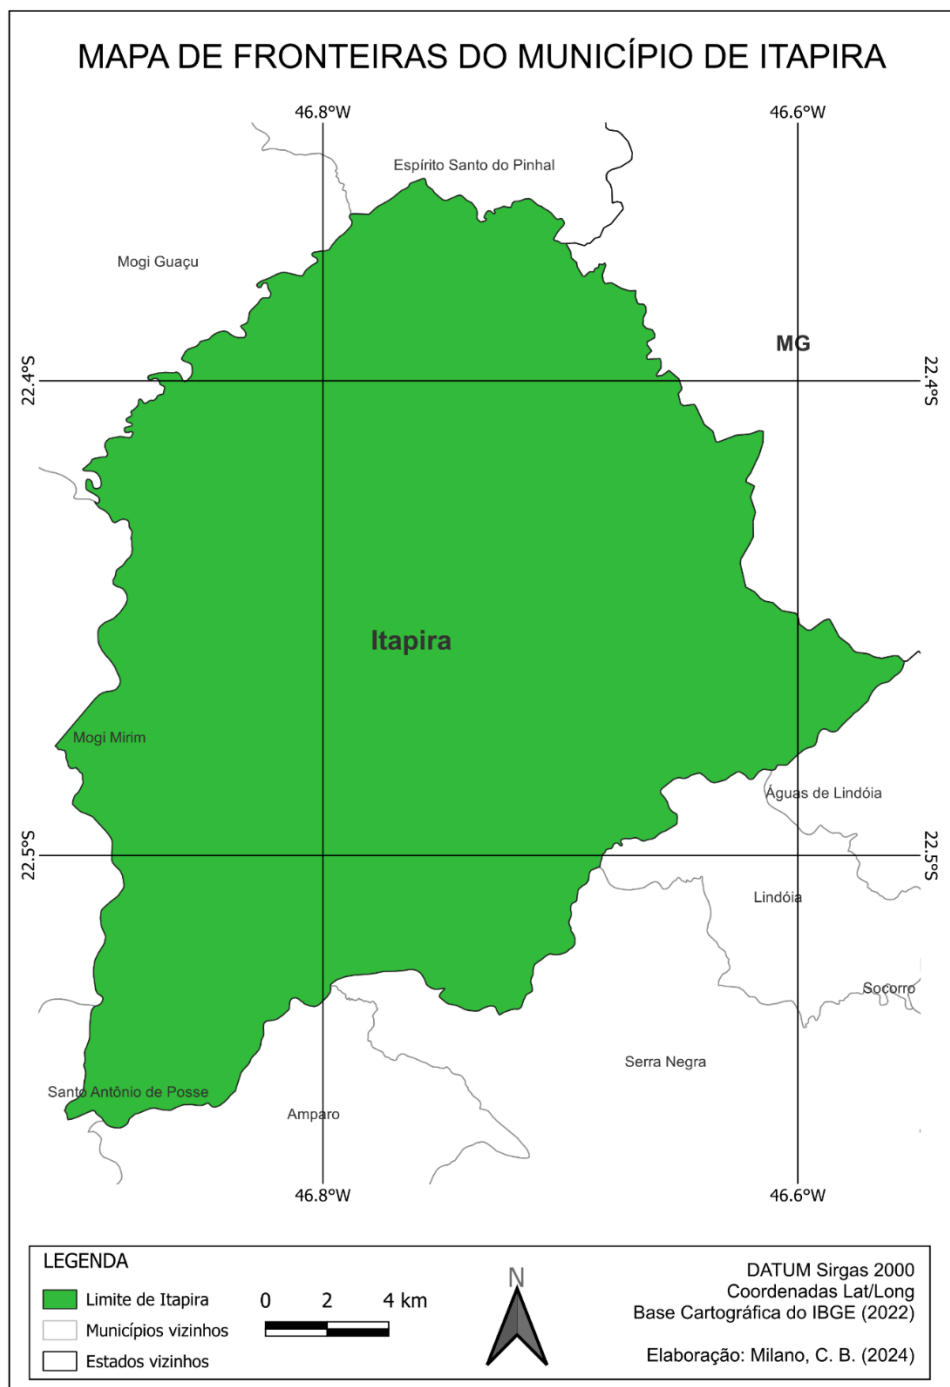 MAPA DE FRONTEIRAS DO MUNICÍPIO DE ITAPIRA
46.8°W
46.6°W
Espírito Santo do Pinhal
Mogi Guaçu
MG
22.4°S
22.4°S
Itapira
Mogi Mirim
Águas de Lindóia
22.5°S
22.5°S
Lindóia
Socorro
Serra Negra
Santo Antônio de Posse
Amparo
46.8°W
46.6°W
LEGENDA
Limite de Itapira
Municípios vizinhos
Estados vizinhos
0 2 4 km
N
DATUM Sirgas 2000
Coordenadas Lat/Long
Base Cartográfica do IBGE (2022)
Elaboração: Milano, C. B. (2024)